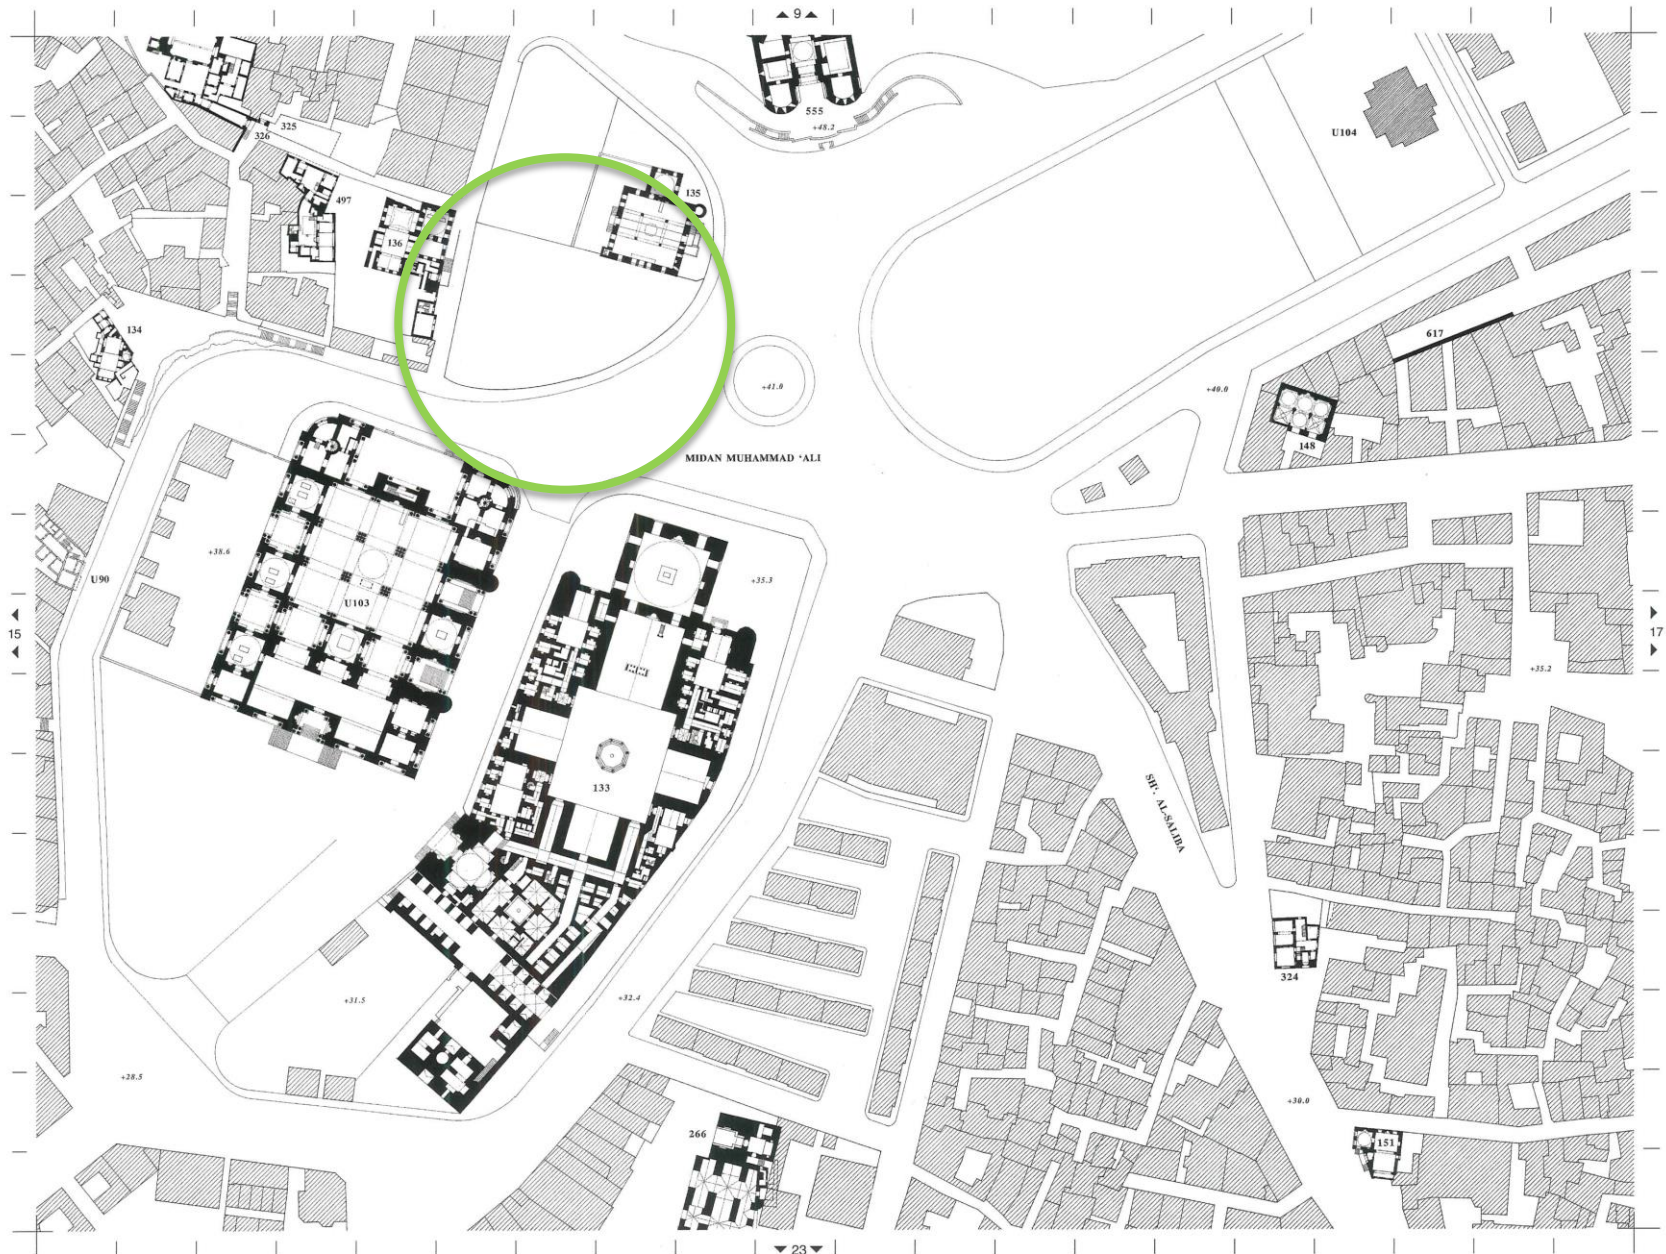 ▲ 9 ▲
555
+48.2
U104
325
326
135
497
136
617
134
+41.0
+40.0
148
MIDAN MUHAMMAD ‘ALI
+38.6
U90
+35.3
U103
◀ 15 ◀
▶ 17 ▶
+35.2
133
SH‘. AL-SALIBA
324
+31.5
+32.4
+28.5
+30.0
266
151
▼ 23 ▼